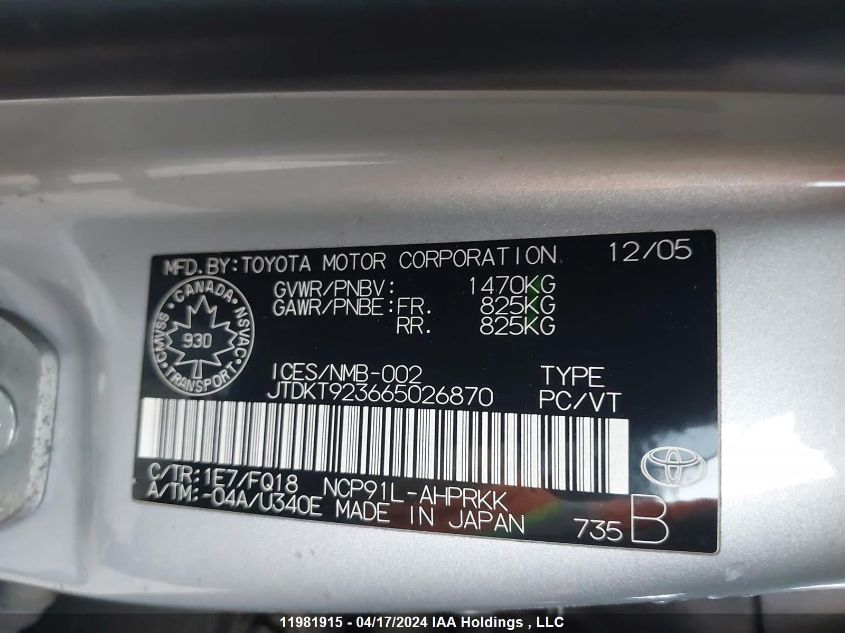 MFD.BY:TOYOTA MOTOR CORPORATION 12/05
GVWR/PNBV: 1470KG
GAWR/PNBE:FR. 825KG
RR. 825KG
CANADA
CMVSS 930 NSVAC
TRANSPORT
ICES/NMB-002 TYPE
JTDKT923665026870 PC/VT
C/TR:1E7/FQ18 NCP91L-AHPRKK
A/TM:-04A/U340E MADE IN JAPAN 735 B
11981915 - 04/17/2024 IAA Holdings , LLC